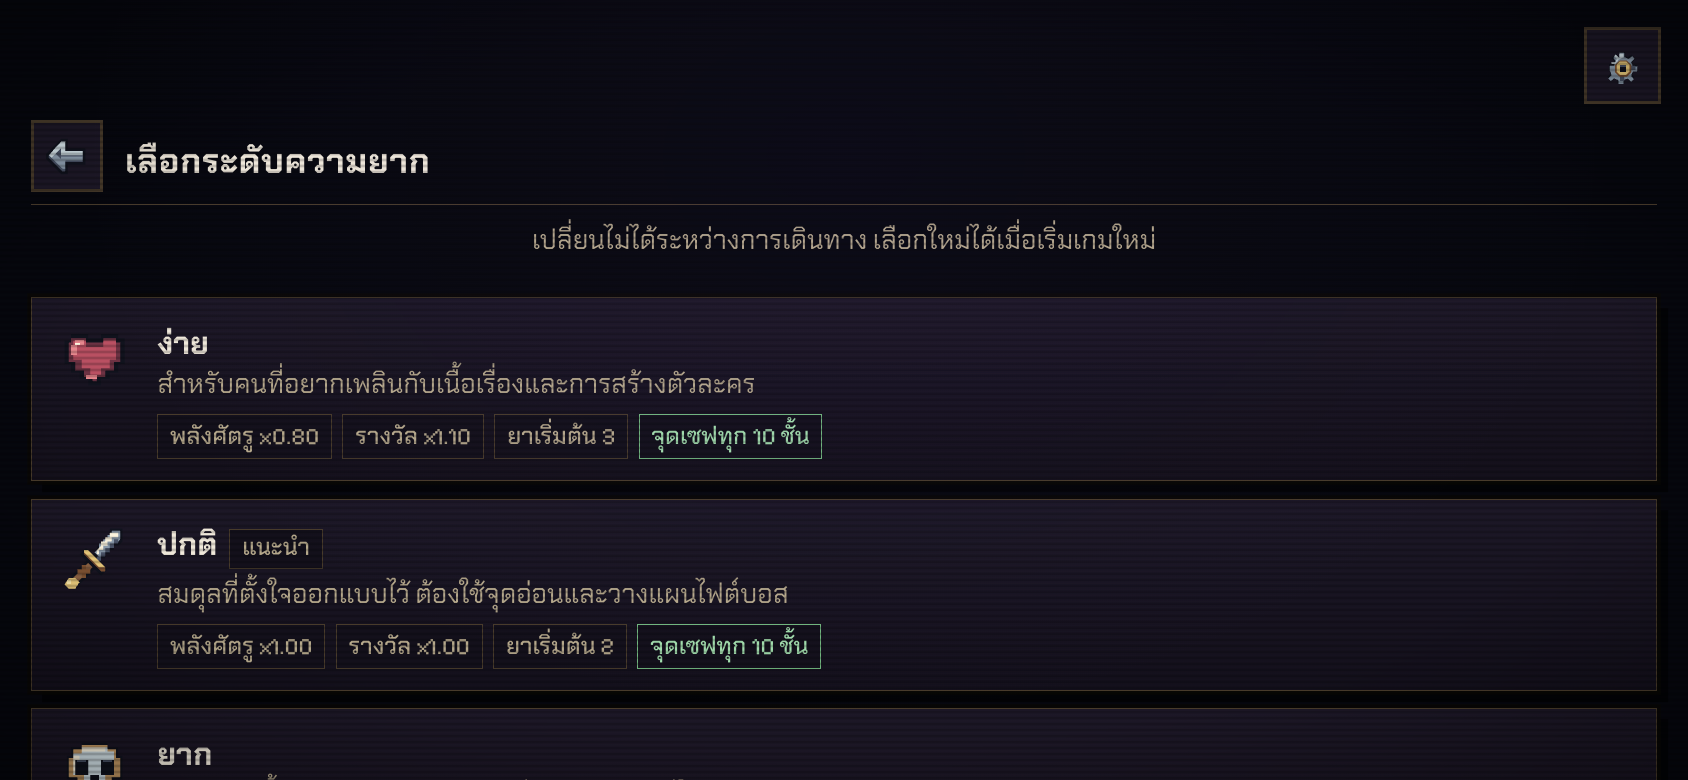 เลือกระดับความยาก
เปลี่ยนไม่ได้ระหว่างการเดินทาง เลือกใหม่ได้เมื่อเริ่มเกมใหม่
ง่าย
สำหรับคนที่อยากเพลินกับเนื้อเรื่องและการสร้างตัวละคร
พลังศัตรู x0.80 รางวัล x1.10 ยาเริ่มต้น 3 จุดเซฟทุก 10 ชั้น
ปกติ แนะนำ
สมดุลที่ตั้งใจออกแบบไว้ ต้องใช้จุดอ่อนและวางแผนไฟต์บอส
พลังศัตรู x1.00 รางวัล x1.00 ยาเริ่มต้น 2 จุดเซฟทุก 10 ชั้น
ยาก